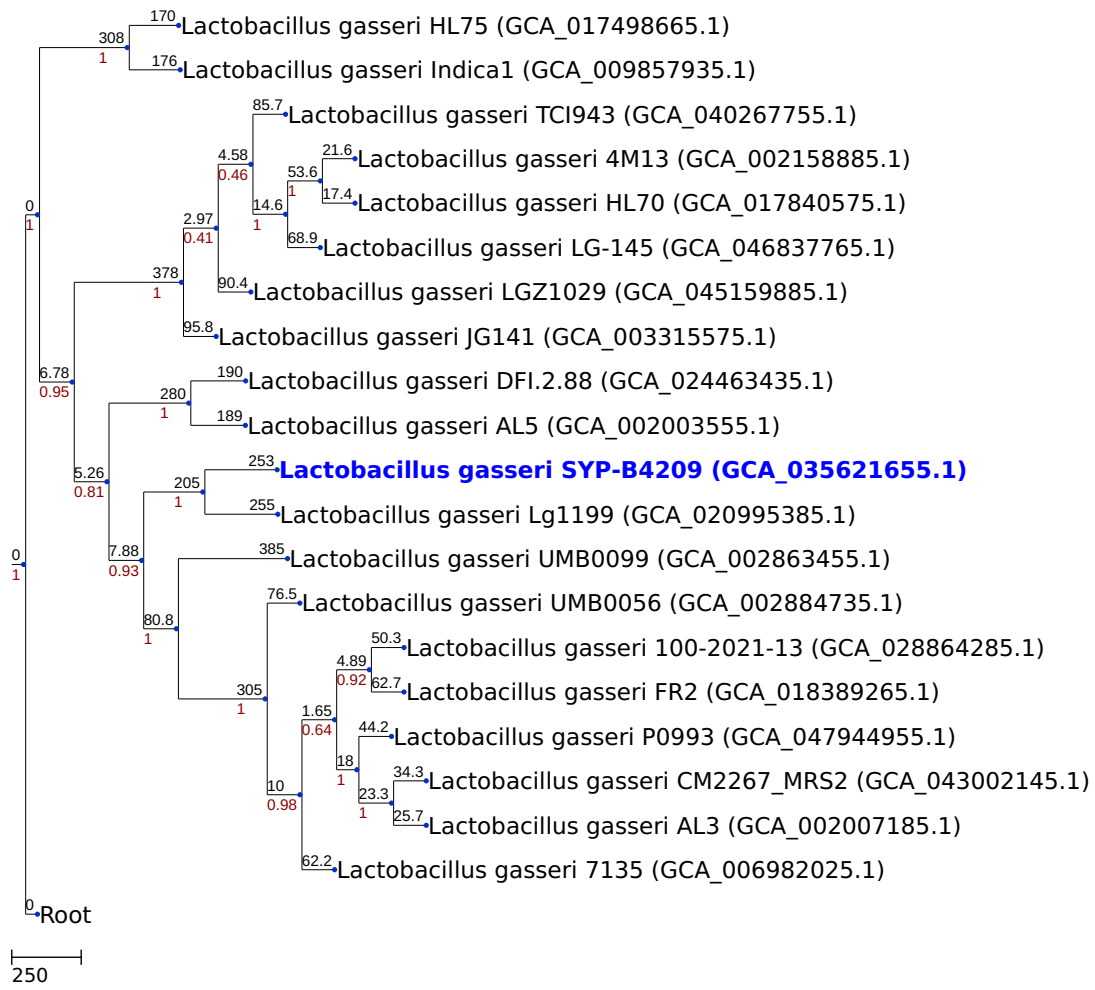 170
Lactobacillus gasseri HL75 (GCA_017498665.1)
308
1
176
Lactobacillus gasseri Indica1 (GCA_009857935.1)
85.7
Lactobacillus gasseri TCI943 (GCA_040267755.1)
4.58
0.46
21.6
Lactobacillus gasseri 4M13 (GCA_002158885.1)
53.6
1
17.4
Lactobacillus gasseri HL70 (GCA_017840575.1)
14.6
1
68.9
Lactobacillus gasseri LG-145 (GCA_046837765.1)
0
1
2.97
0.41
378
1
90.4
Lactobacillus gasseri LGZ1029 (GCA_045159885.1)
95.8
Lactobacillus gasseri JG141 (GCA_003315575.1)
6.78
0.95
190
Lactobacillus gasseri DFI.2.88 (GCA_024463435.1)
280
1
189
Lactobacillus gasseri AL5 (GCA_002003555.1)
5.26
0.81
253
Lactobacillus gasseri SYP-B4209 (GCA_035621655.1)
205
1
255
Lactobacillus gasseri Lg1199 (GCA_020995385.1)
0
1
7.88
0.93
385
Lactobacillus gasseri UMB0099 (GCA_002863455.1)
80.8
1
76.5
Lactobacillus gasseri UMB0056 (GCA_002884735.1)
50.3
Lactobacillus gasseri 100-2021-13 (GCA_028864285.1)
4.89
0.92
62.7
Lactobacillus gasseri FR2 (GCA_018389265.1)
305
1
1.65
0.64
44.2
Lactobacillus gasseri P0993 (GCA_047944955.1)
18
1
34.3
Lactobacillus gasseri CM2267_MRS2 (GCA_043002145.1)
10
0.98
23.3
1
25.7
Lactobacillus gasseri AL3 (GCA_002007185.1)
62.2
Lactobacillus gasseri 7135 (GCA_006982025.1)
0
Root
250